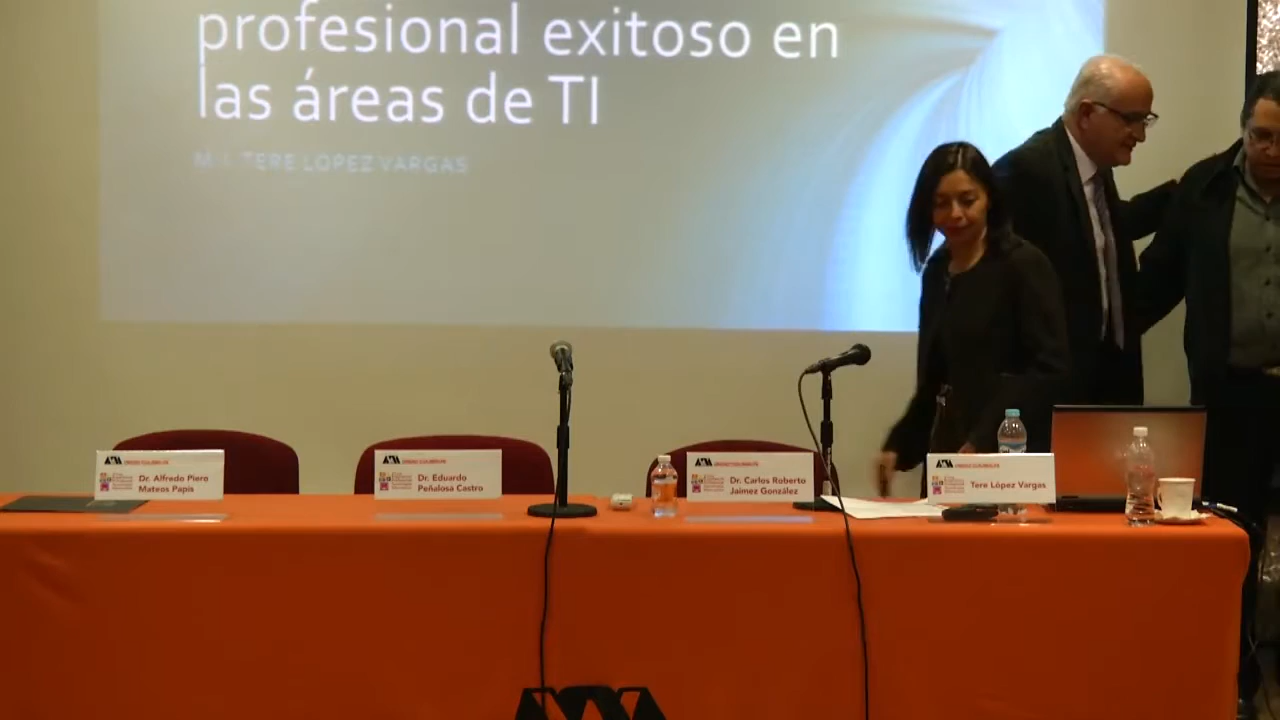 profesional exitoso en
las áreas de TI
TERE LOPEZ VARGAS
Dr. Alfredo Piero
Mateos Papis
Dr. Eduardo
Peñalosa Castro
Dr. Carlos Roberto
Jaimez González
Tere López Vargas